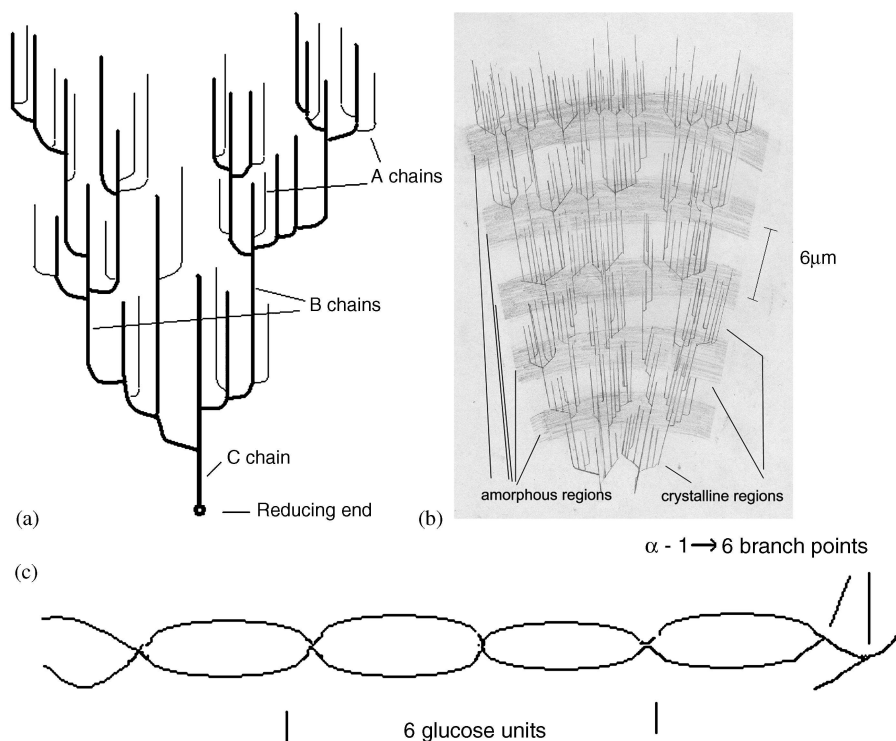 A chains
6μm
B chains
C chain
Reducing end
amorphous regions
crystalline regions
(a)
(b)
α - 1→6 branch points
(c)
6 glucose units